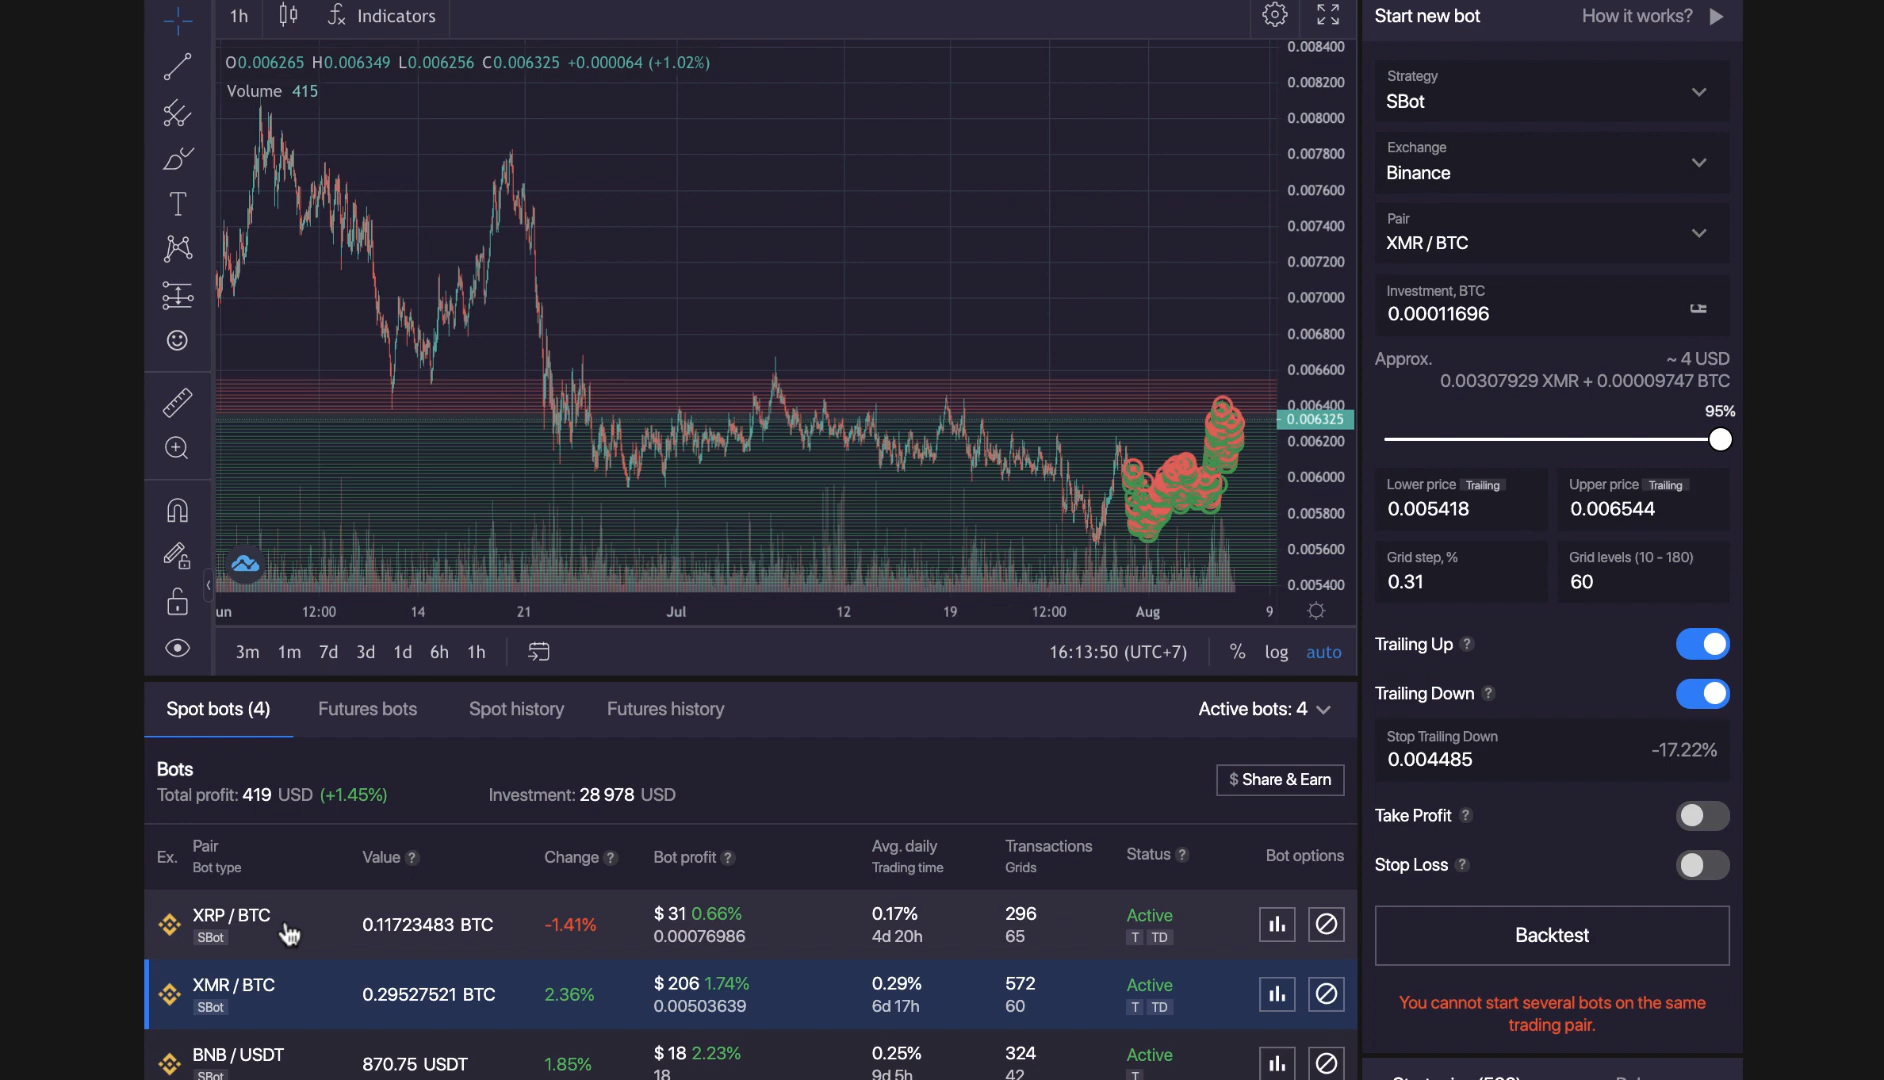 1h
Indicators
Start new bot
How it works?
O0.006265 H0.006349 L0.006256 C0.006325 +0.000064 (+1.02%)
Volume 415
0.008400
0.008200
0.008000
0.007800
0.007600
0.007400
0.007200
0.007000
0.006800
0.006600
0.006400
0.006325
0.006200
0.006000
0.005800
0.005600
0.005400
un
12:00
14
21
Jul
12
19
12:00
Aug
9
3m
1m
7d
3d
1d
6h
1h
16:13:50 (UTC+7)
%
log
auto
Strategy
SBot
Exchange
Binance
Pair
XMR / BTC
Investment, BTC
0.00011696
Approx.
~ 4 USD
0.00307929 XMR + 0.00009747 BTC
95%
Lower price Trailing
0.005418
Upper price Trailing
0.006544
Grid step, %
0.31
Grid levels (10 - 180)
60
Trailing Up ?
Trailing Down ?
Stop Trailing Down
0.004485
-17.22%
Take Profit ?
Stop Loss ?
Backtest
You cannot start several bots on the same
trading pair.
Spot bots (4)
Futures bots
Spot history
Futures history
Active bots: 4
Bots
Total profit: 419 USD (+1.45%)
Investment: 28 978 USD
$ Share & Earn
Ex.
Pair
Bot type
Value ?
Change ?
Bot profit ?
Avg. daily
Trading time
Transactions
Grids
Status ?
Bot options
XRP / BTC
SBot
0.11723483 BTC
-1.41%
$ 31 0.66%
0.00076986
0.17%
4d 20h
296
65
Active
T TD
XMR / BTC
SBot
0.29527521 BTC
2.36%
$ 206 1.74%
0.00503639
0.29%
6d 17h
572
60
Active
T TD
BNB / USDT
SBot
870.75 USDT
1.85%
$ 18 2.23%
18
0.25%
9d 5h
324
42
Active
T